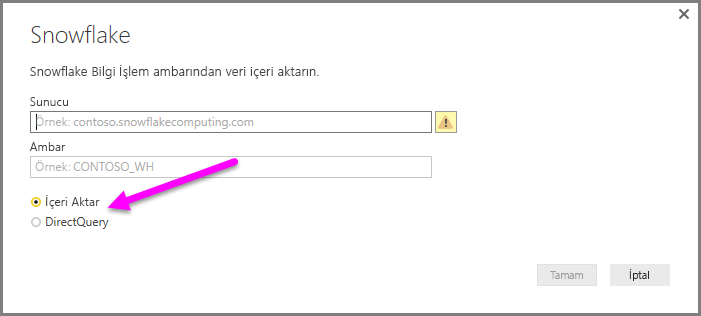 Snowflake
Snowflake Bilgi İşlem ambarından veri içeri aktarın.
Sunucu
Örnek: contoso.snowflakecomputing.com
Ambar
Örnek: CONTOSO_WH
İçeri Aktar
DirectQuery
Tamam İptal